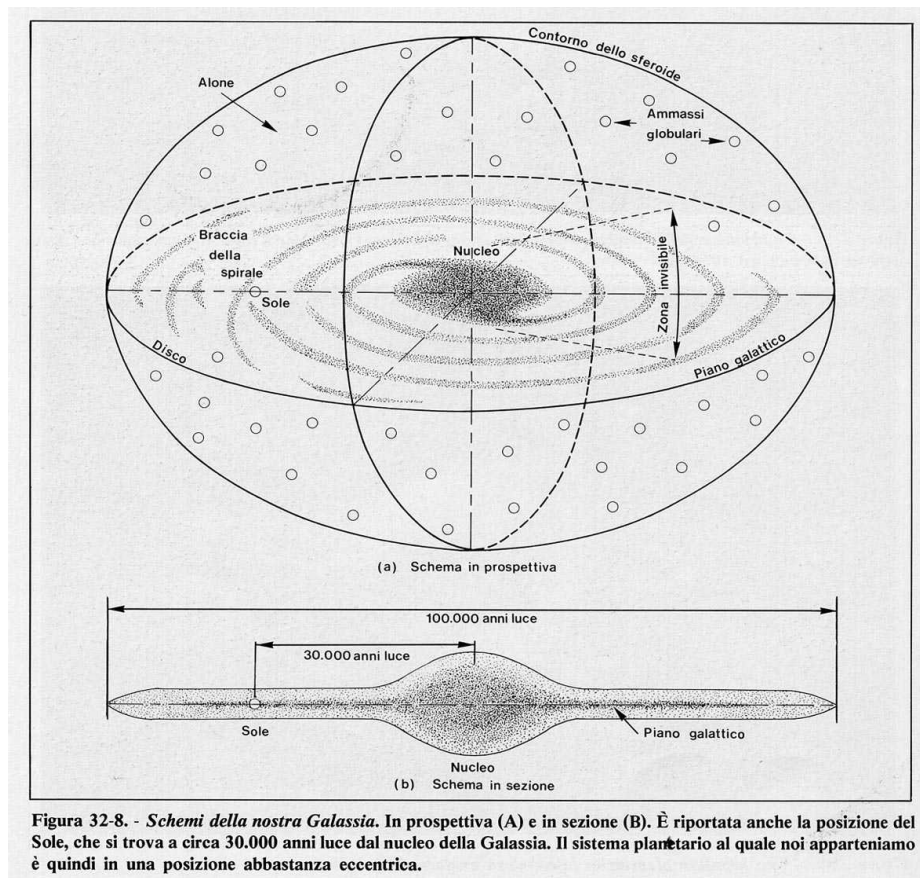 Contorno dello sferoide
Alone
Ammassi
globulari
Braccia
della
spirale
Nucleo
Zona invisibile
Sole
Disco
Piano galattico
(a) Schema in prospettiva
100.000 anni luce
30.000 anni luce
Sole
Piano galattico
Nucleo
(b) Schema in sezione
Figura 32-8. - Schemi della nostra Galassia. In prospettiva (A) e in sezione (B). È riportata anche la posizione del
Sole, che si trova a circa 30.000 anni luce dal nucleo della Galassia. Il sistema planetario al quale noi apparteniamo
è quindi in una posizione abbastanza eccentrica.